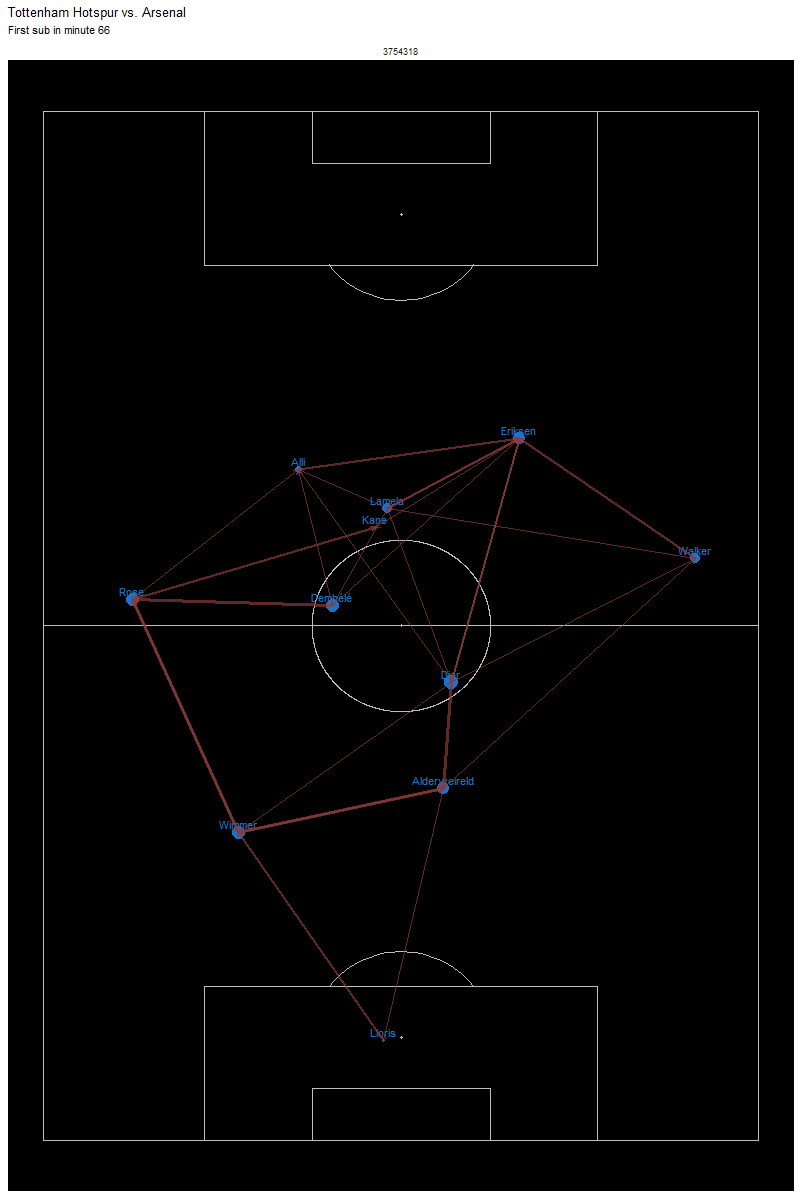 Tottenham Hotspur vs. Arsenal
First sub in minute 66
3754318
Eriksen
Alli
Lamela
Kane
Walker
Rose
Dembélé
Dier
Alderweireld
Wimmer
Lloris